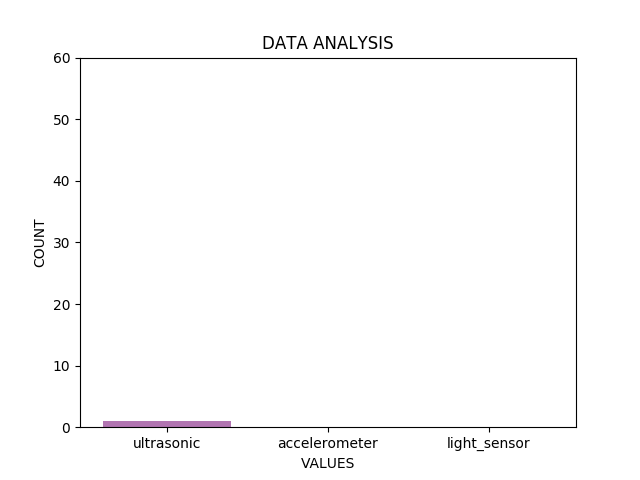 DATA ANALYSIS
60
50
40
30
20
10
0
COUNT
ultrasonic accelerometer light_sensor
VALUES